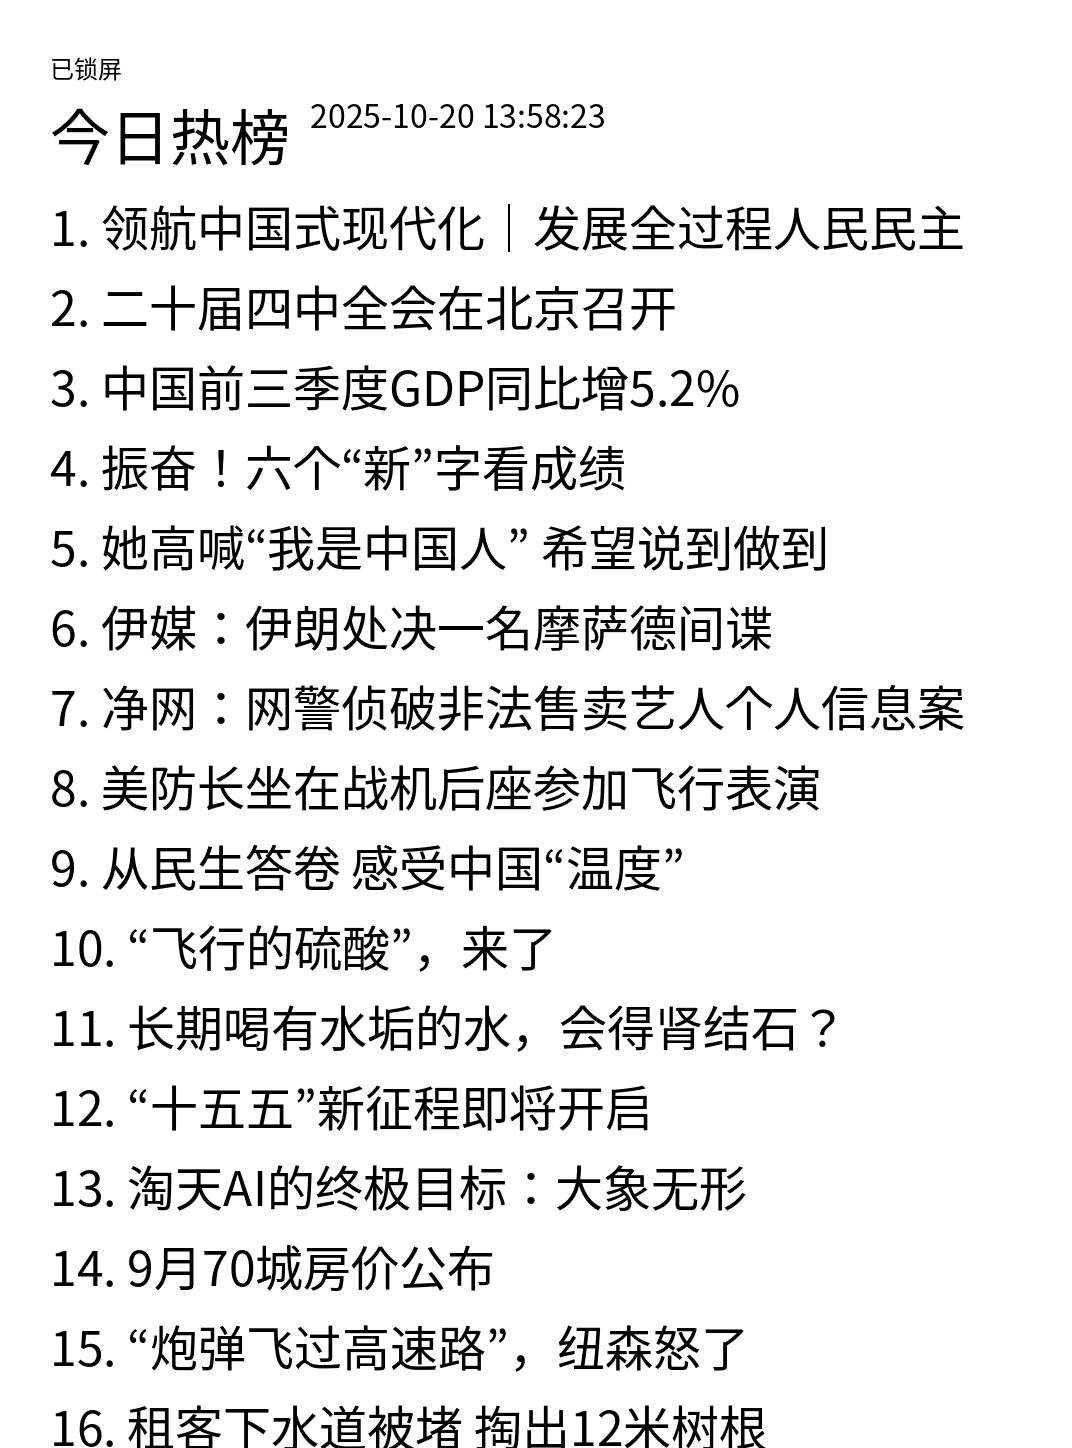 已锁屏
今日热榜 2025-10-20 13:58:23
1. 领航中国式现代化｜发展全过程人民民主
2. 二十届四中全会在北京召开
3. 中国前三季度GDP同比增5.2%
4. 振奋！六个“新”字看成绩
5. 她高喊“我是中国人” 希望说到做到
6. 伊媒：伊朗处决一名摩萨德间谍
7. 净网：网警侦破非法售卖艺人个人信息案
8. 美防长坐在战机后座参加飞行表演
9. 从民生答卷 感受中国“温度”
10. “飞行的硫酸”，来了
11. 长期喝有水垢的水，会得肾结石？
12. “十五五”新征程即将开启
13. 淘天AI的终极目标：大象无形
14. 9月70城房价公布
15. “炮弹飞过高速路”，纽森怒了
16. 租客下水道被堵 掏出12米树根